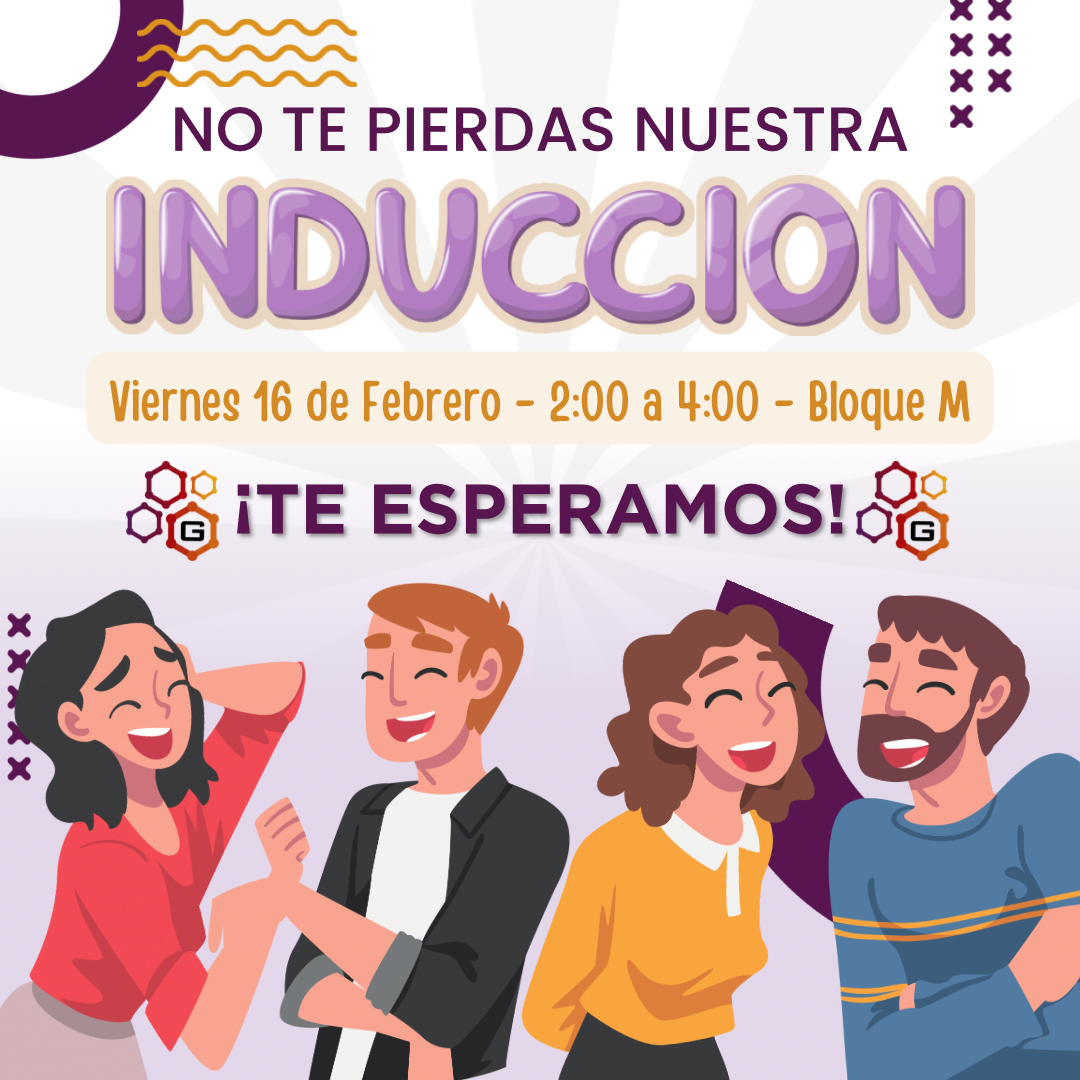 NO TE PIERDAS NUESTRA
INDUCCION
Viernes 16 de Febrero - 2:00 a 4:00 - Bloque M
G ¡TE ESPERAMOS! G